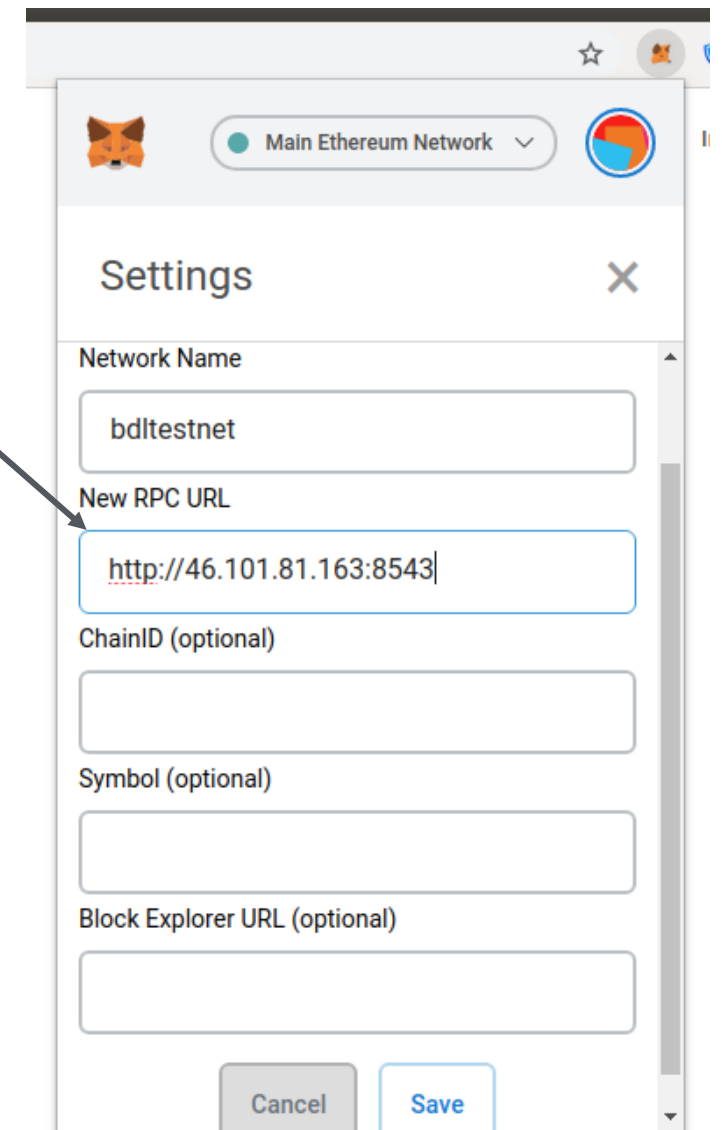 Main Ethereum Network
Settings
Network Name
bdltestnet
New RPC URL
http://46.101.81.163:8543
ChainID (optional)
Symbol (optional)
Block Explorer URL (optional)
Cancel Save